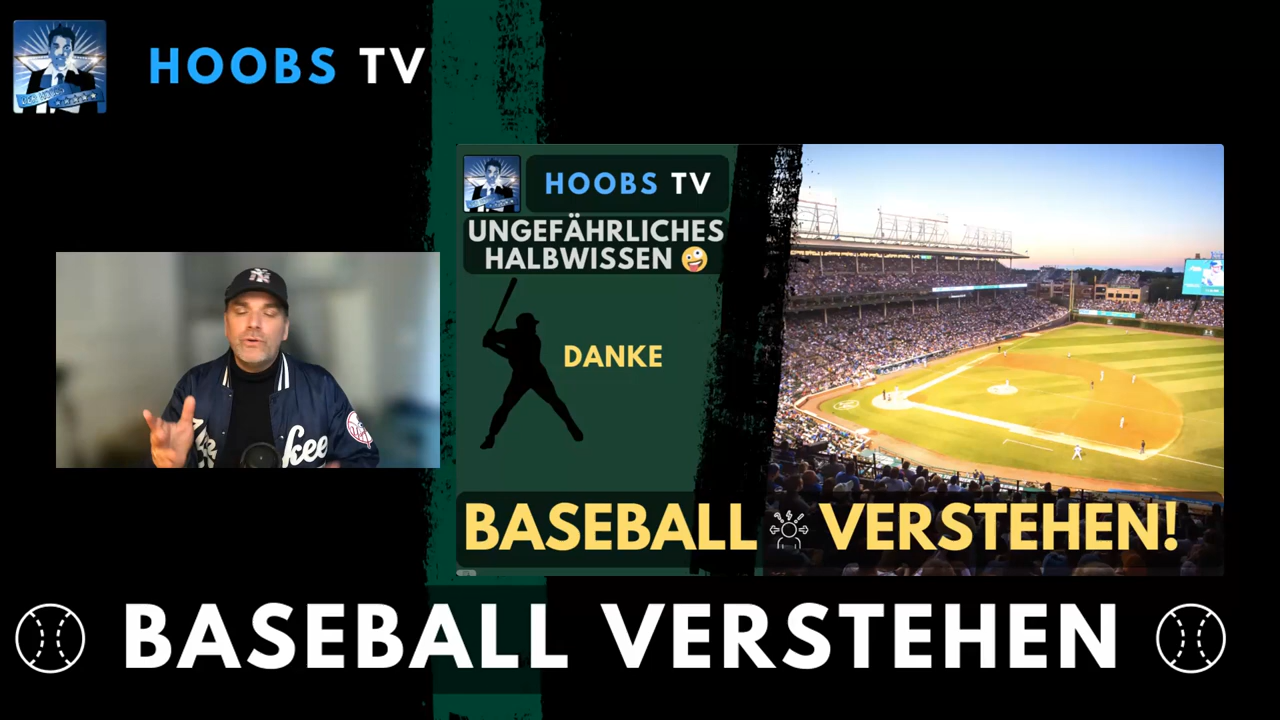 HOOBS TV
HOOBS TV
UNGEFÄHRLICHES
HALBWISSEN
DANKE
BASEBALL VERSTEHEN!
BASEBALL VERSTEHEN